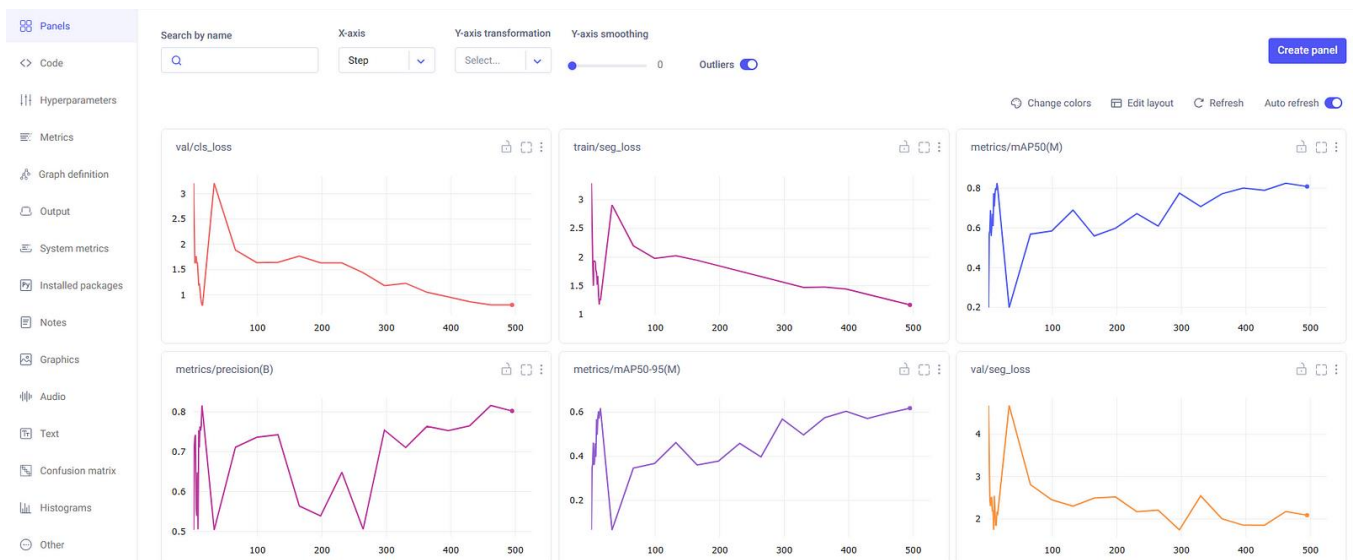 Panels
Code
Hyperparameters
Metrics
Graph definition
Output
System metrics
Py Installed packages
Notes
Graphics
Audio
Tr Text
Confusion matrix
Histograms
Other
Search by name
X-axis
Y-axis transformation
Y-axis smoothing
Step
Select...
0
Outliers
Create panel
Change colors
Edit layout
Refresh
Auto refresh
val/cls_loss
3
2.5
2
1.5
1
100 200 300 400 500
train/seg_loss
3
2.5
2
1.5
1
100 200 300 400 500
metrics/mAP50(M)
0.8
0.6
0.4
0.2
100 200 300 400 500
metrics/precision(B)
0.8
0.7
0.6
0.5
100 200 300 400 500
metrics/mAP50-95(M)
0.6
0.4
0.2
100 200 300 400 500
val/seg_loss
4
3
2
100 200 300 400 500